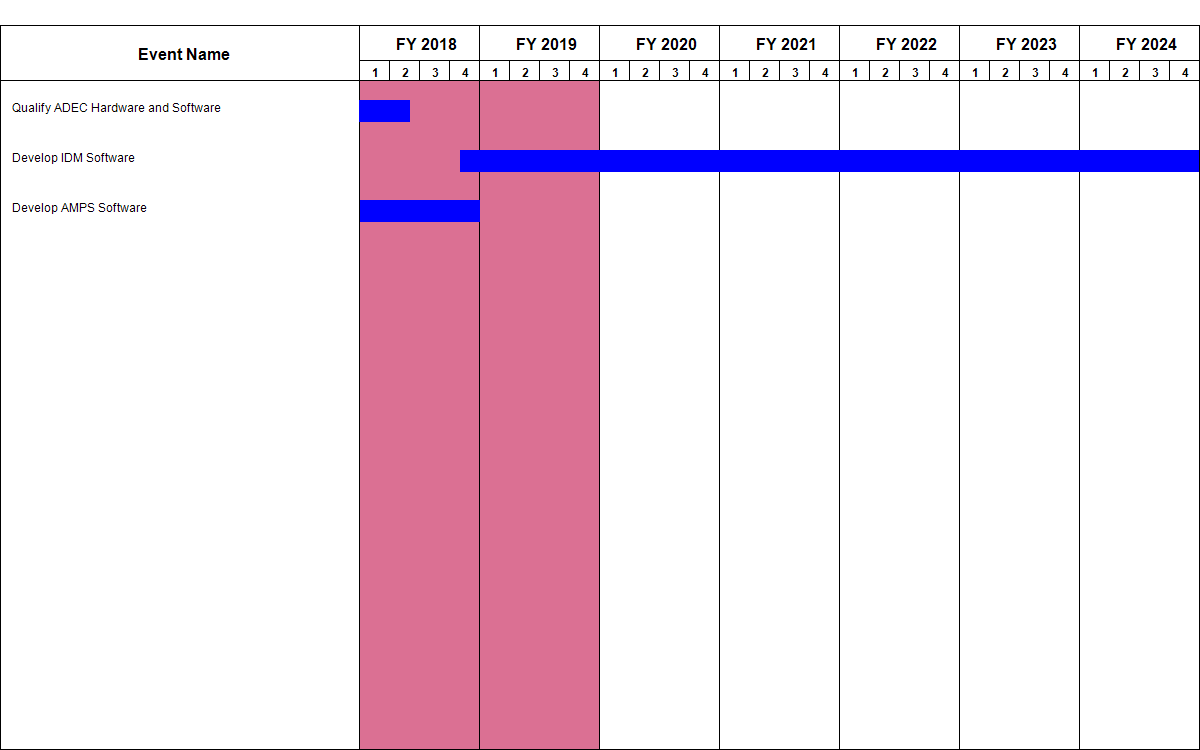 Event Name
FY 2018 FY 2019 FY 2020 FY 2021 FY 2022 FY 2023 FY 2024
1 2 3 4 1 2 3 4 1 2 3 4 1 2 3 4 1 2 3 4 1 2 3 4 1 2 3 4
Qualify ADEC Hardware and Software
Develop IDM Software
Develop AMPS Software